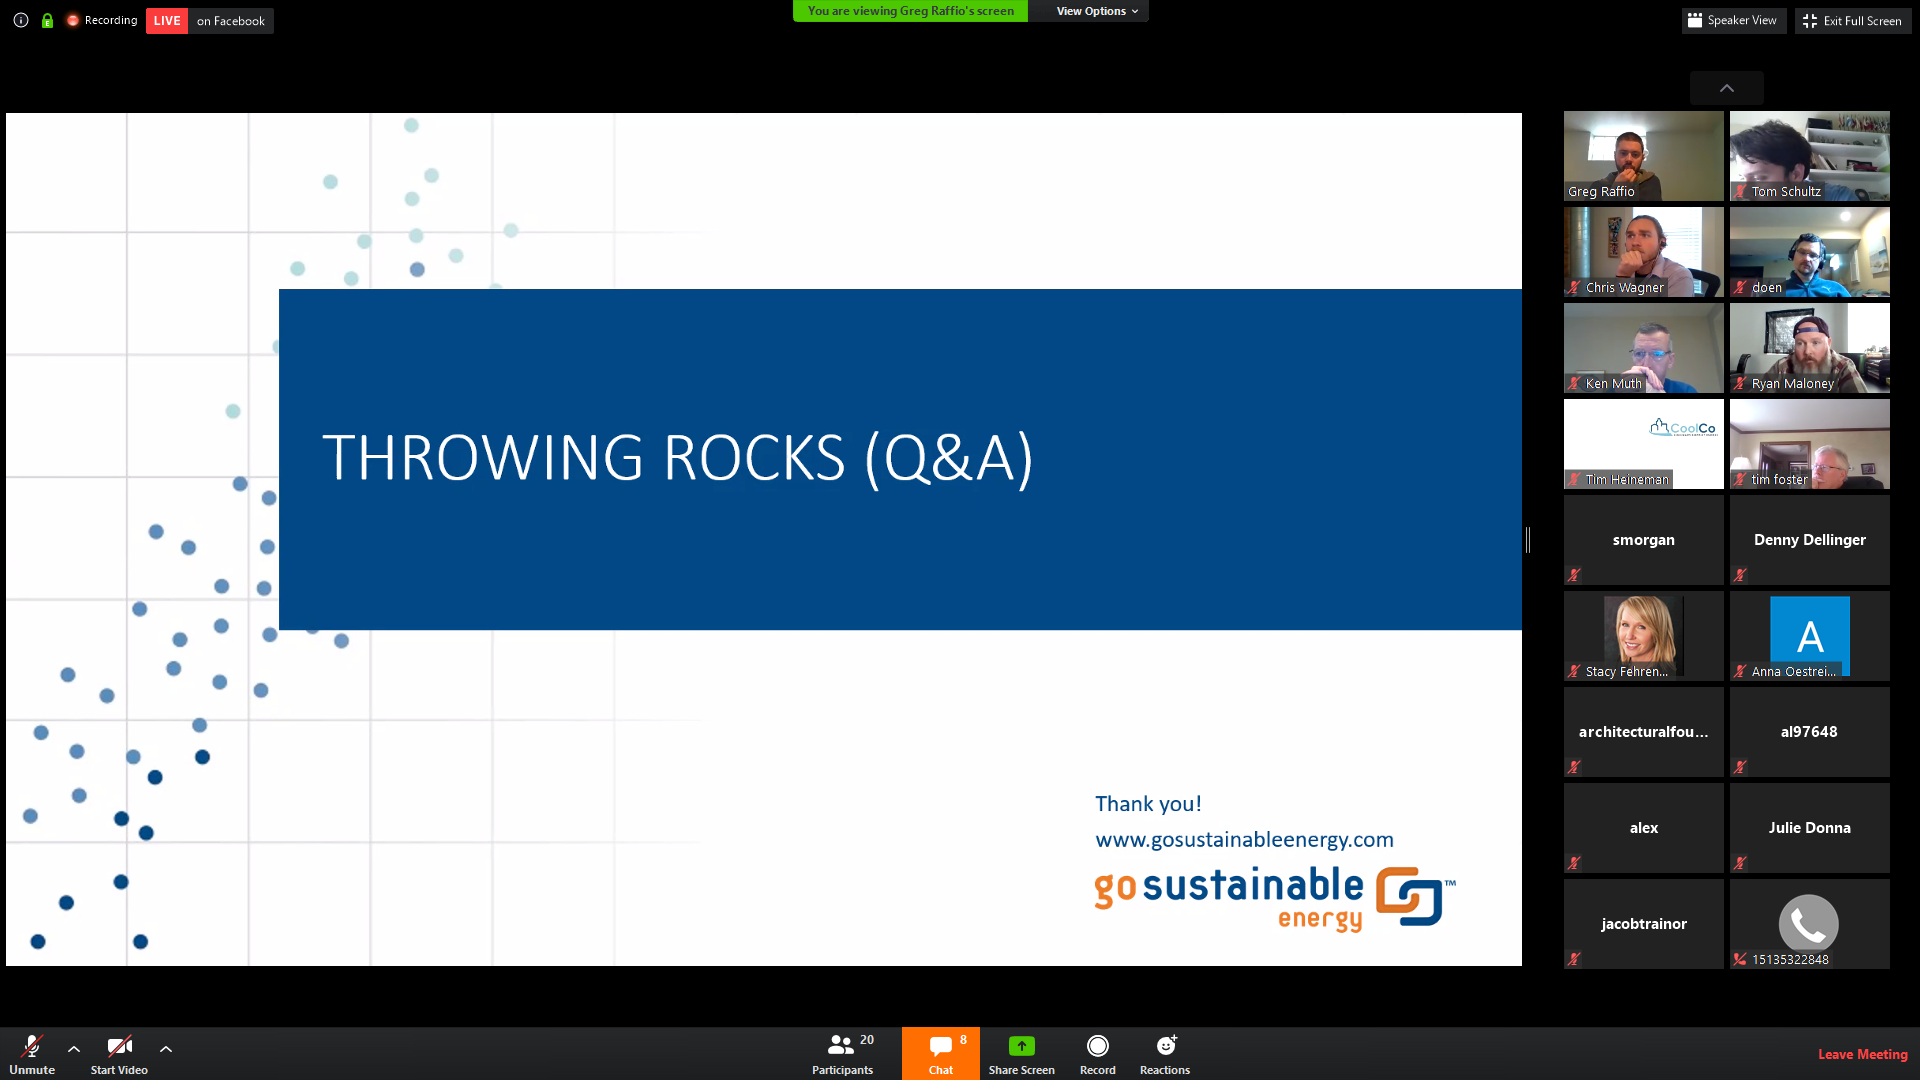 Recording
LIVE on Facebook
You are viewing Greg Raffio's screen
View Options
Speaker View
Exit Full Screen
THROWING ROCKS (Q&A)
Thank you!
www.gosustainableenergy.com
go sustainable
energy
TM
Greg Raffio
Tom Schultz
Chris Wagner
doen
Ken Muth
Ryan Maloney
CoolCo
Tim Heineman
tim foster
smorgan
Denny Dellinger
Stacy Fehren...
A
Anna Oestrei...
architecturalfou...
al97648
alex
Julie Donna
jacobtrainor
15135322848
Unmute
Start Video
20
Participants
8
Chat
Share Screen
Record
Reactions
Leave Meeting